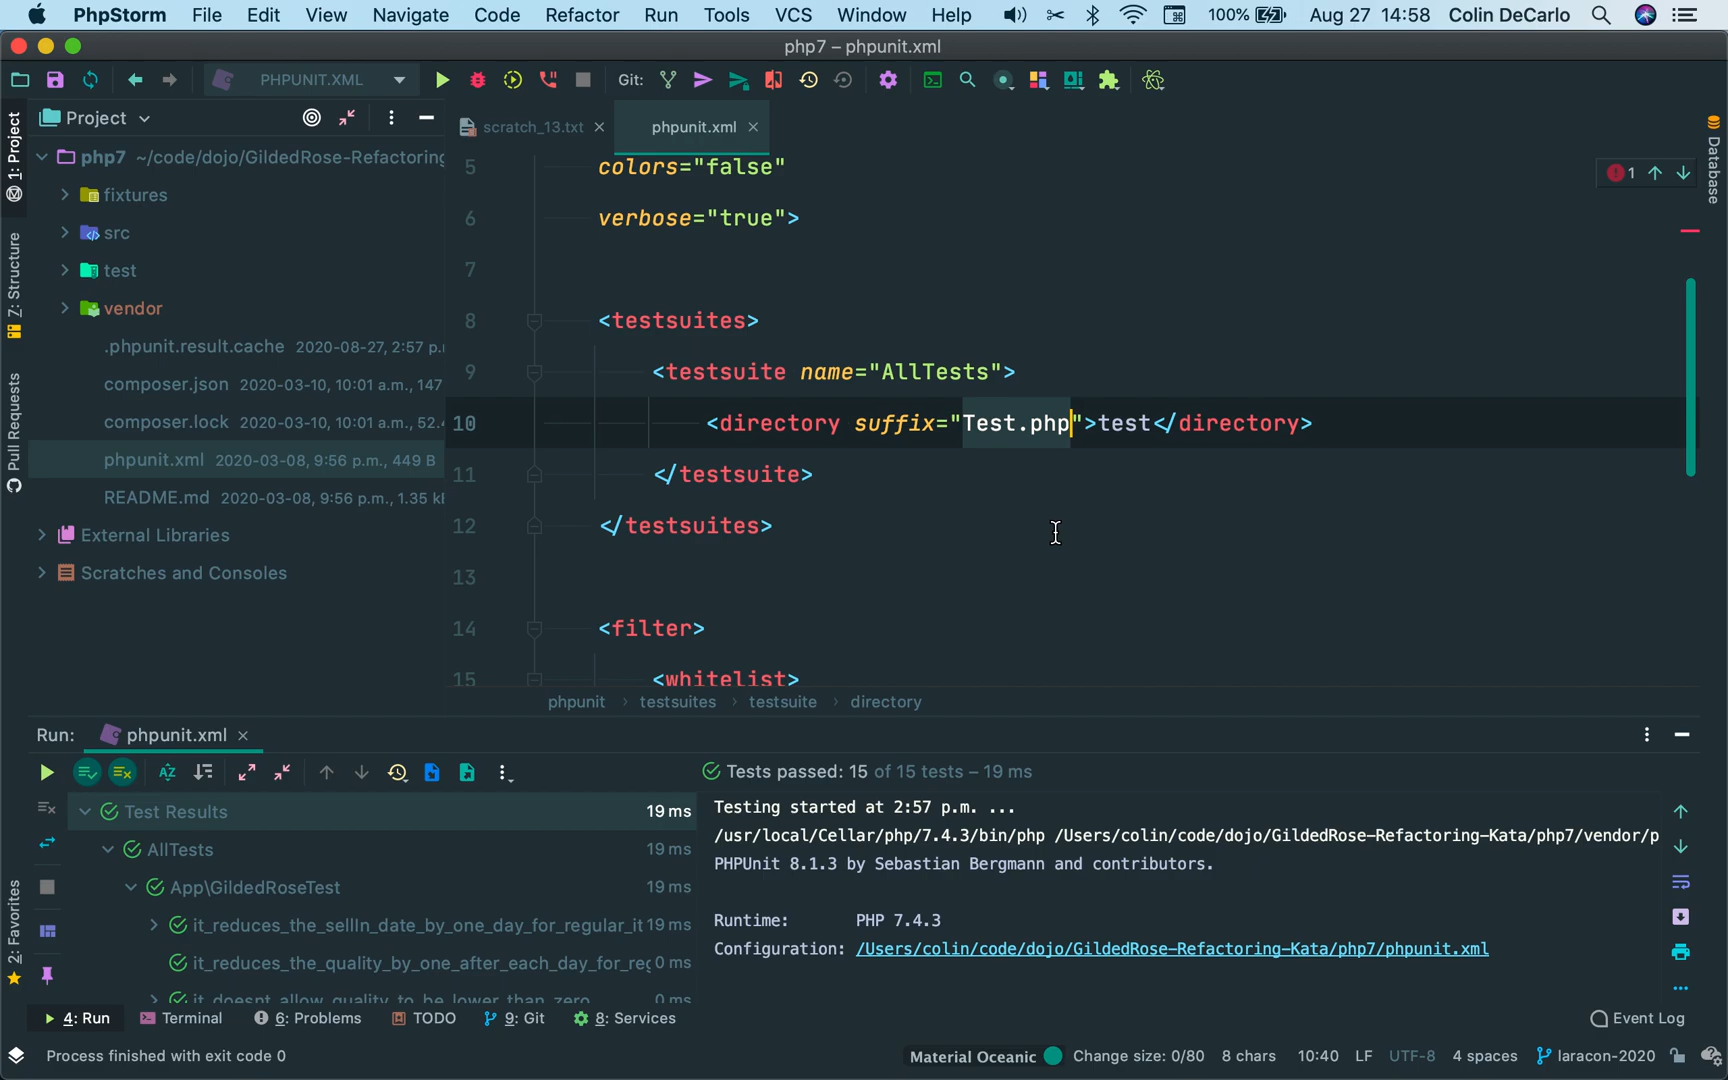 PhpStorm File Edit View Navigate Code Refactor Run Tools VCS Window Help 100% Aug 27 14:58 Colin DeCarlo
php7 – phpunit.xml
PHPUNIT.XML Git:
Project
scratch_13.txt phpunit.xml
1: Project
7: Structure
Pull Requests
2: Favorites
Database
php7 ~/code/dojo/GildedRose-Refactoring
fixtures
src
test
vendor
.phpunit.result.cache 2020-08-27, 2:57 p.
composer.json 2020-03-10, 10:01 a.m., 147
composer.lock 2020-03-10, 10:01 a.m., 52.
phpunit.xml 2020-03-08, 9:56 p.m., 449 B
README.md 2020-03-08, 9:56 p.m., 1.35 k
External Libraries
Scratches and Consoles
1
5 colors="false"
6 verbose="true">
7
8 <testsuites>
9 <testsuite name="AllTests">
10 <directory suffix="Test.php">test</directory>
11 </testsuite>
12 </testsuites>
13
14 <filter>
15 <whitelist>
phpunit › testsuites › testsuite › directory
Run: phpunit.xml
Tests passed: 15 of 15 tests – 19 ms
Test Results 19 ms
AllTests 19 ms
App\GildedRoseTest 19 ms
it_reduces_the_sellIn_date_by_one_day_for_regular_it 19 ms
it_reduces_the_quality_by_one_after_each_day_for_reg 0 ms
it_doesnt_allow_quality_to_be_lower_than_zero 0 ms
Testing started at 2:57 p.m. ...
/usr/local/Cellar/php/7.4.3/bin/php /Users/colin/code/dojo/GildedRose-Refactoring-Kata/php7/vendor/p
PHPUnit 8.1.3 by Sebastian Bergmann and contributors.
Runtime: PHP 7.4.3
Configuration: /Users/colin/code/dojo/GildedRose-Refactoring-Kata/php7/phpunit.xml
4: Run Terminal 6: Problems TODO 9: Git 8: Services Event Log
Process finished with exit code 0 Material Oceanic Change size: 0/80 8 chars 10:40 LF UTF-8 4 spaces laracon-2020